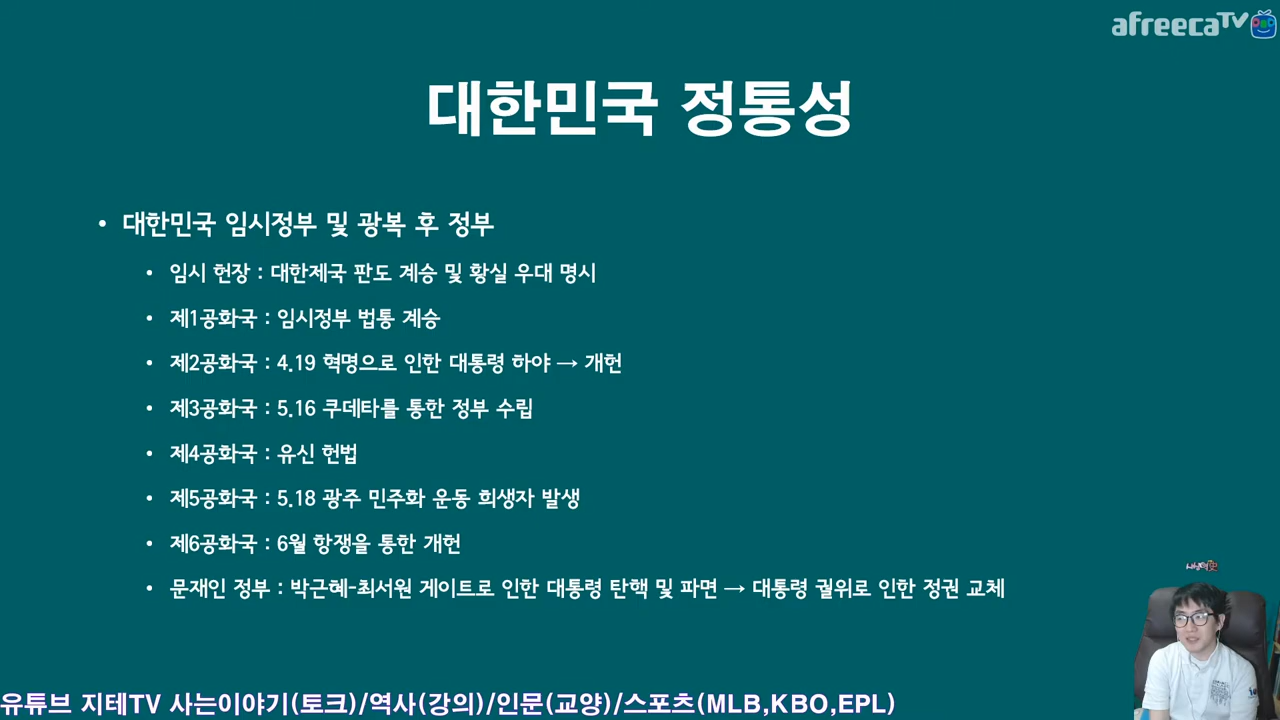 afreecaTV
대한민국 정통성
• 대한민국 임시정부 및 광복 후 정부
• 임시 헌장 : 대한제국 판도 계승 및 황실 우대 명시
• 제1공화국 : 임시정부 법통 계승
• 제2공화국 : 4.19 혁명으로 인한 대통령 하야 → 개헌
• 제3공화국 : 5.16 쿠데타를 통한 정부 수립
• 제4공화국 : 유신 헌법
• 제5공화국 : 5.18 광주 민주화 운동 희생자 발생
• 제6공화국 : 6월 항쟁을 통한 개헌
• 문재인 정부 : 박근혜-최서원 게이트로 인한 대통령 탄핵 및 파면 → 대통령 궐위로 인한 정권 교체
유튜브 지테TV 사는이야기(토크)/역사(강의)/인문(교양)/스포츠(MLB,KBO,EPL)